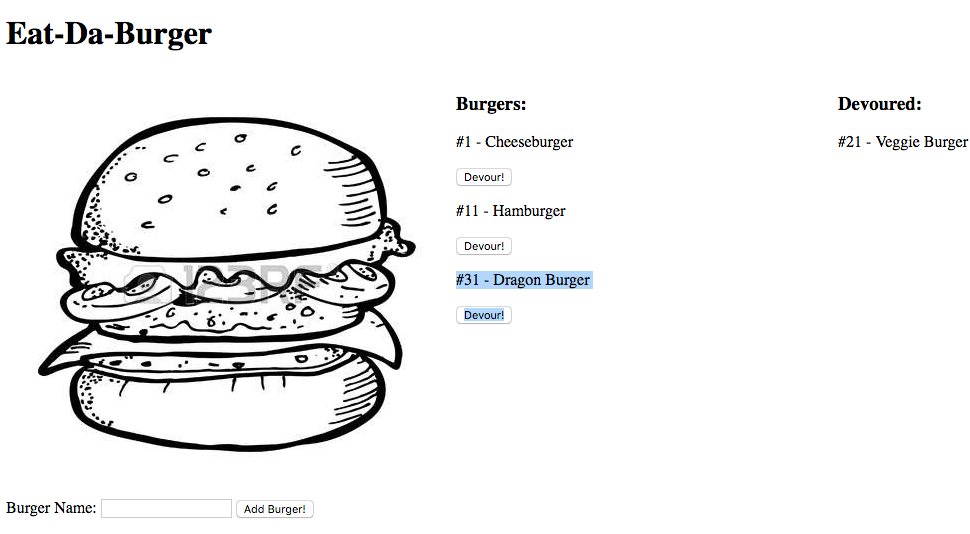 Eat-Da-Burger
Burgers:
#1 - Cheeseburger
Devour!
#11 - Hamburger
Devour!
#31 - Dragon Burger
Devour!
Devoured:
#21 - Veggie Burger
123RF
Burger Name:
Add Burger!